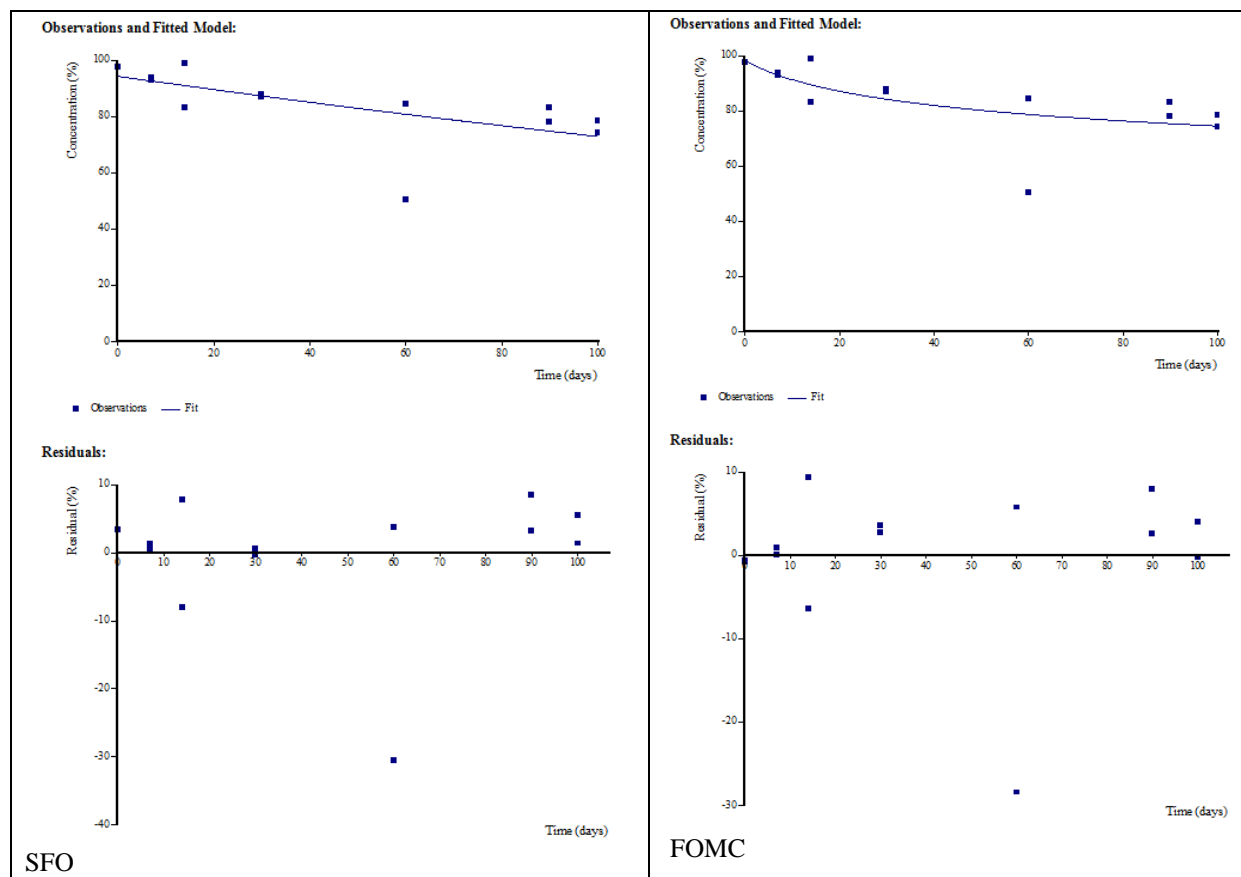 Observations and Fitted Model:
100
80
60
40
20
0
Concentration (%)
0 20 40 60 80 100
Time (days)
Observations Fit
Residuals:
10
0
-10
-20
-30
-40
Residual (%)
0 10 20 30 40 50 60 70 80 90 100
Time (days)
SFO
Observations and Fitted Model:
100
80
60
40
20
0
Concentration (%)
0 20 40 60 80 100
Time (days)
Observations Fit
Residuals:
10
0
-10
-20
-30
Residual (%)
0 10 20 30 40 50 60 70 80 90 100
Time (days)
FOMC